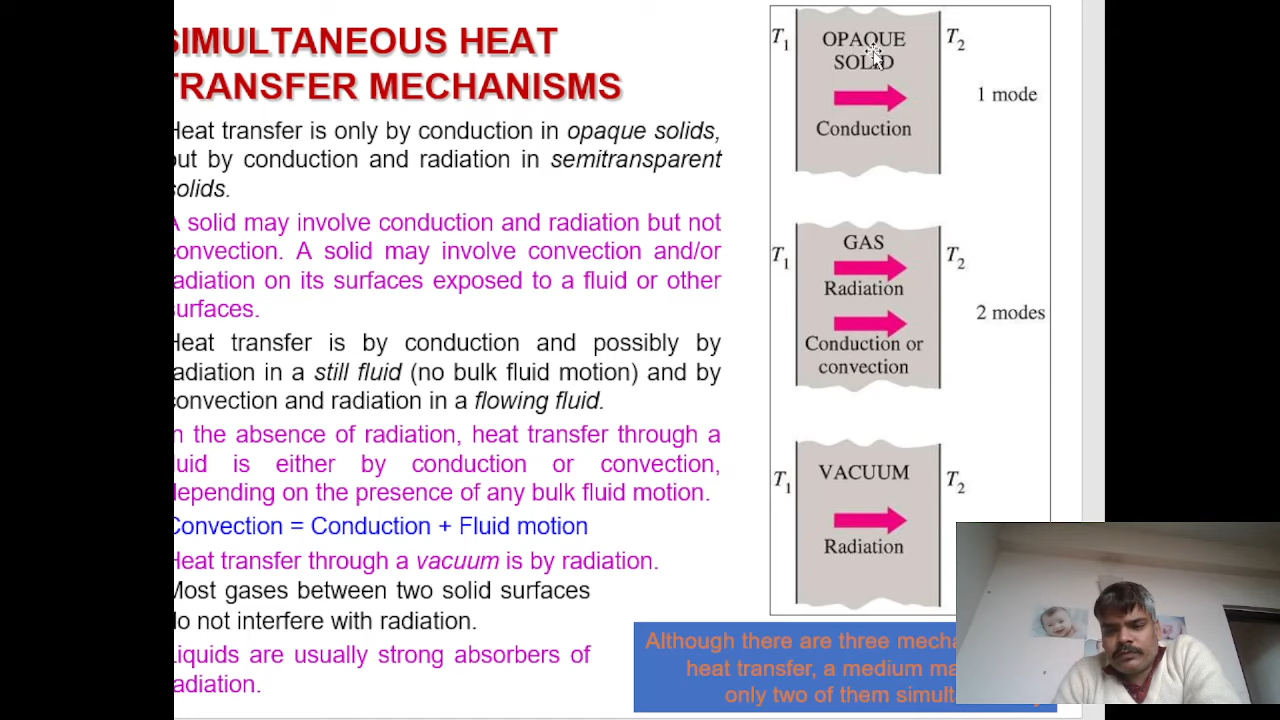 SIMULTANEOUS HEAT
TRANSFER MECHANISMS
Heat transfer is only by conduction in opaque solids,
but by conduction and radiation in semitransparent
solids.
A solid may involve conduction and radiation but not
convection. A solid may involve convection and/or
radiation on its surfaces exposed to a fluid or other
surfaces.
Heat transfer is by conduction and possibly by
radiation in a still fluid (no bulk fluid motion) and by
convection and radiation in a flowing fluid.
In the absence of radiation, heat transfer through a
fluid is either by conduction or convection,
depending on the presence of any bulk fluid motion.
Convection = Conduction + Fluid motion
Heat transfer through a vacuum is by radiation.
Most gases between two solid surfaces
do not interfere with radiation.
Liquids are usually strong absorbers of
radiation.
T1
OPAQUE
SOLID
T2
1 mode
Conduction
T1
GAS
T2
Radiation
2 modes
Conduction or
convection
T1
VACUUM
T2
Radiation
Although there are three
heat transfer, a medium
only two of them